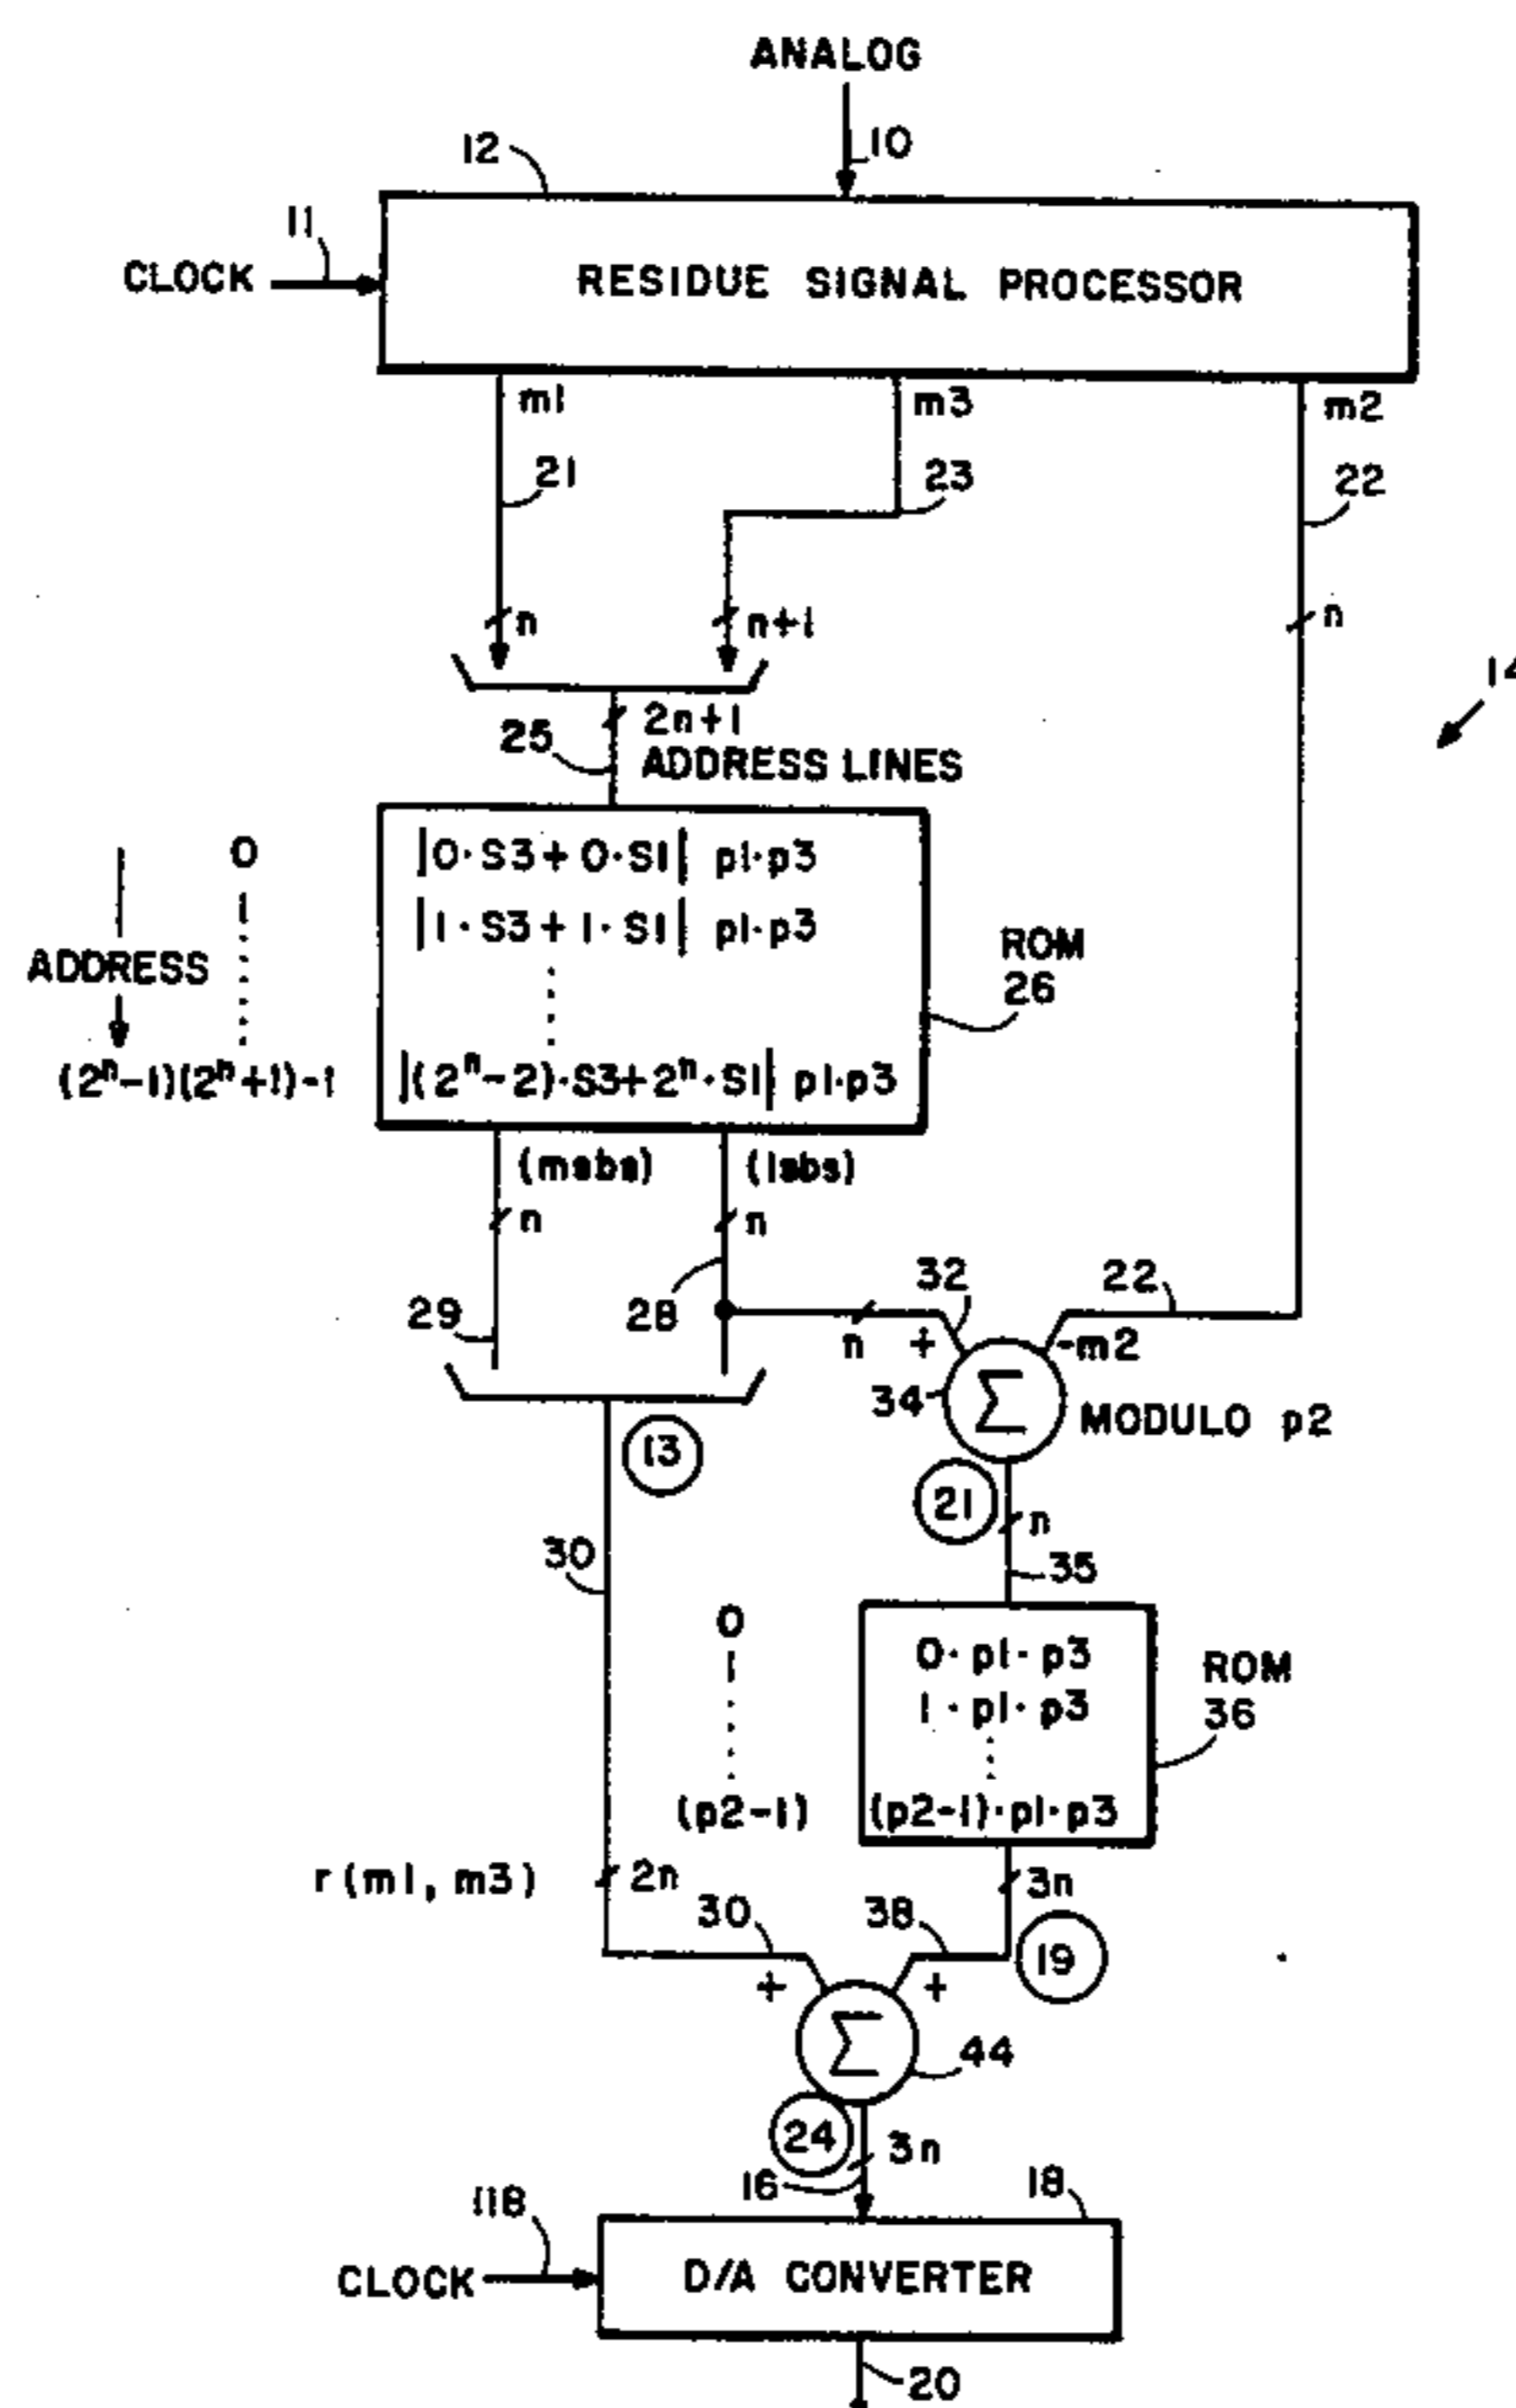 ANALOG
12
10
11
CLOCK
RESIDUE SIGNAL PROCESSOR
m1
m3
m2
21
23
22
n
n+1
n
14
25
2n+1
ADDRESS LINES
0
|0·S3+0·S1| p1·p3
1
|1·S3+1·S1| p1·p3
ADDRESS
ROM
26
(2ⁿ-1)(2ⁿ+1)-1
|(2ⁿ-2)·S3+2ⁿ·S1| p1·p3
(msbs)
(lsbs)
n
n
29
28
32
22
n
+
-m2
34
Σ
MODULO p2
13
21
n
30
35
0
0·p1·p3
ROM
1
1·p1·p3
36
(p2-1)
(p2-1)·p1·p3
r(m1, m3)
2n
3n
30
38
19
+
+
Σ
44
24
3n
16
118
18
CLOCK
D/A CONVERTER
20